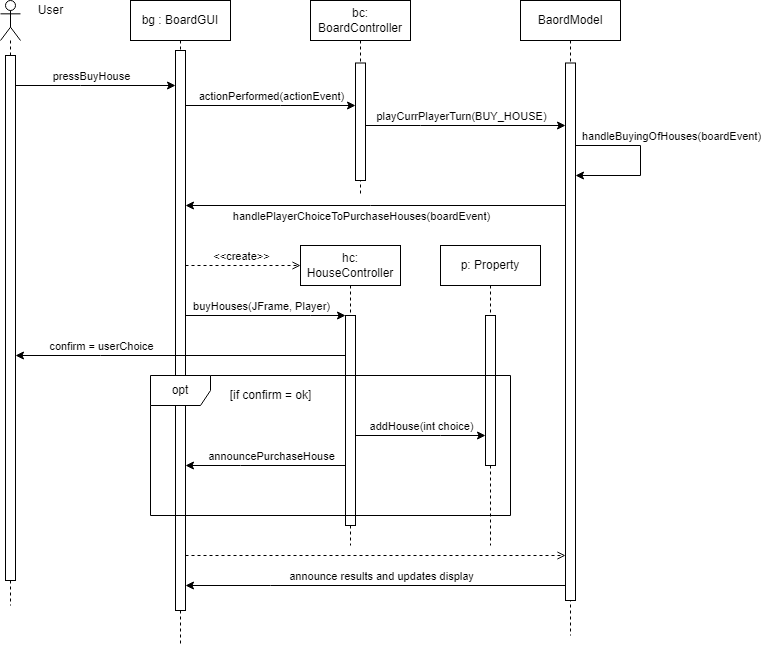 User
bg : BoardGUI
bc:
BoardController
BaordModel
pressBuyHouse
actionPerformed(actionEvent)
playCurrPlayerTurn(BUY_HOUSE)
handleBuyingOfHouses(boardEvent)
handlePlayerChoiceToPurchaseHouses(boardEvent)
<<create>>
hc:
HouseController
p: Property
buyHouses(JFrame, Player)
confirm = userChoice
opt
[if confirm = ok]
addHouse(int choice)
announcePurchaseHouse
announce results and updates display